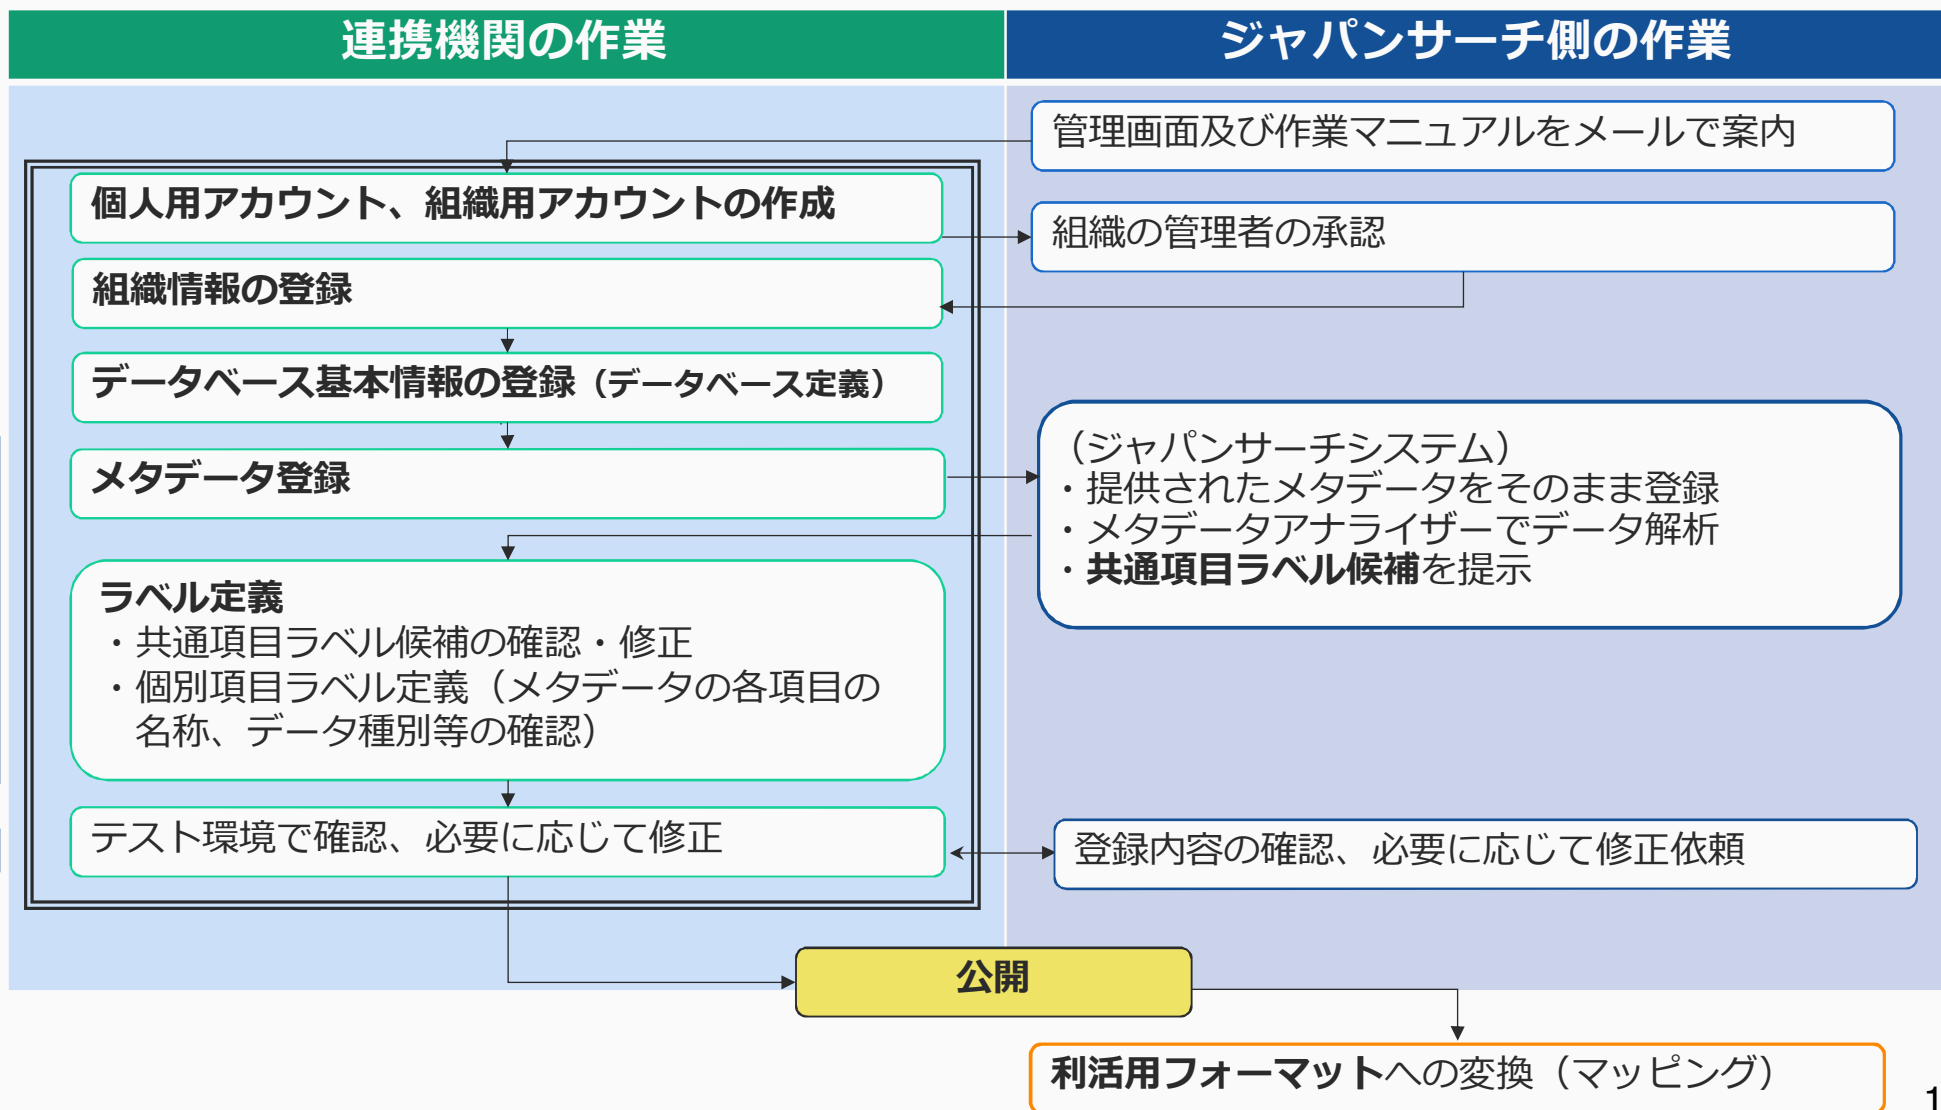 連携機関の作業
ジャパンサーチ側の作業
管理画面及び作業マニュアルをメールで案内
個人用アカウント、組織用アカウントの作成
組織の管理者の承認
組織情報の登録
データベース基本情報の登録（データベース定義）
メタデータ登録
（ジャパンサーチシステム）
・提供されたメタデータをそのまま登録
・メタデータアナライザーでデータ解析
・共通項目ラベル候補を提示
ラベル定義
・共通項目ラベル候補の確認・修正
・個別項目ラベル定義（メタデータの各項目の
名称、データ種別等の確認）
テスト環境で確認、必要に応じて修正
登録内容の確認、必要に応じて修正依頼
公開
利活用フォーマットへの変換（マッピング）
1